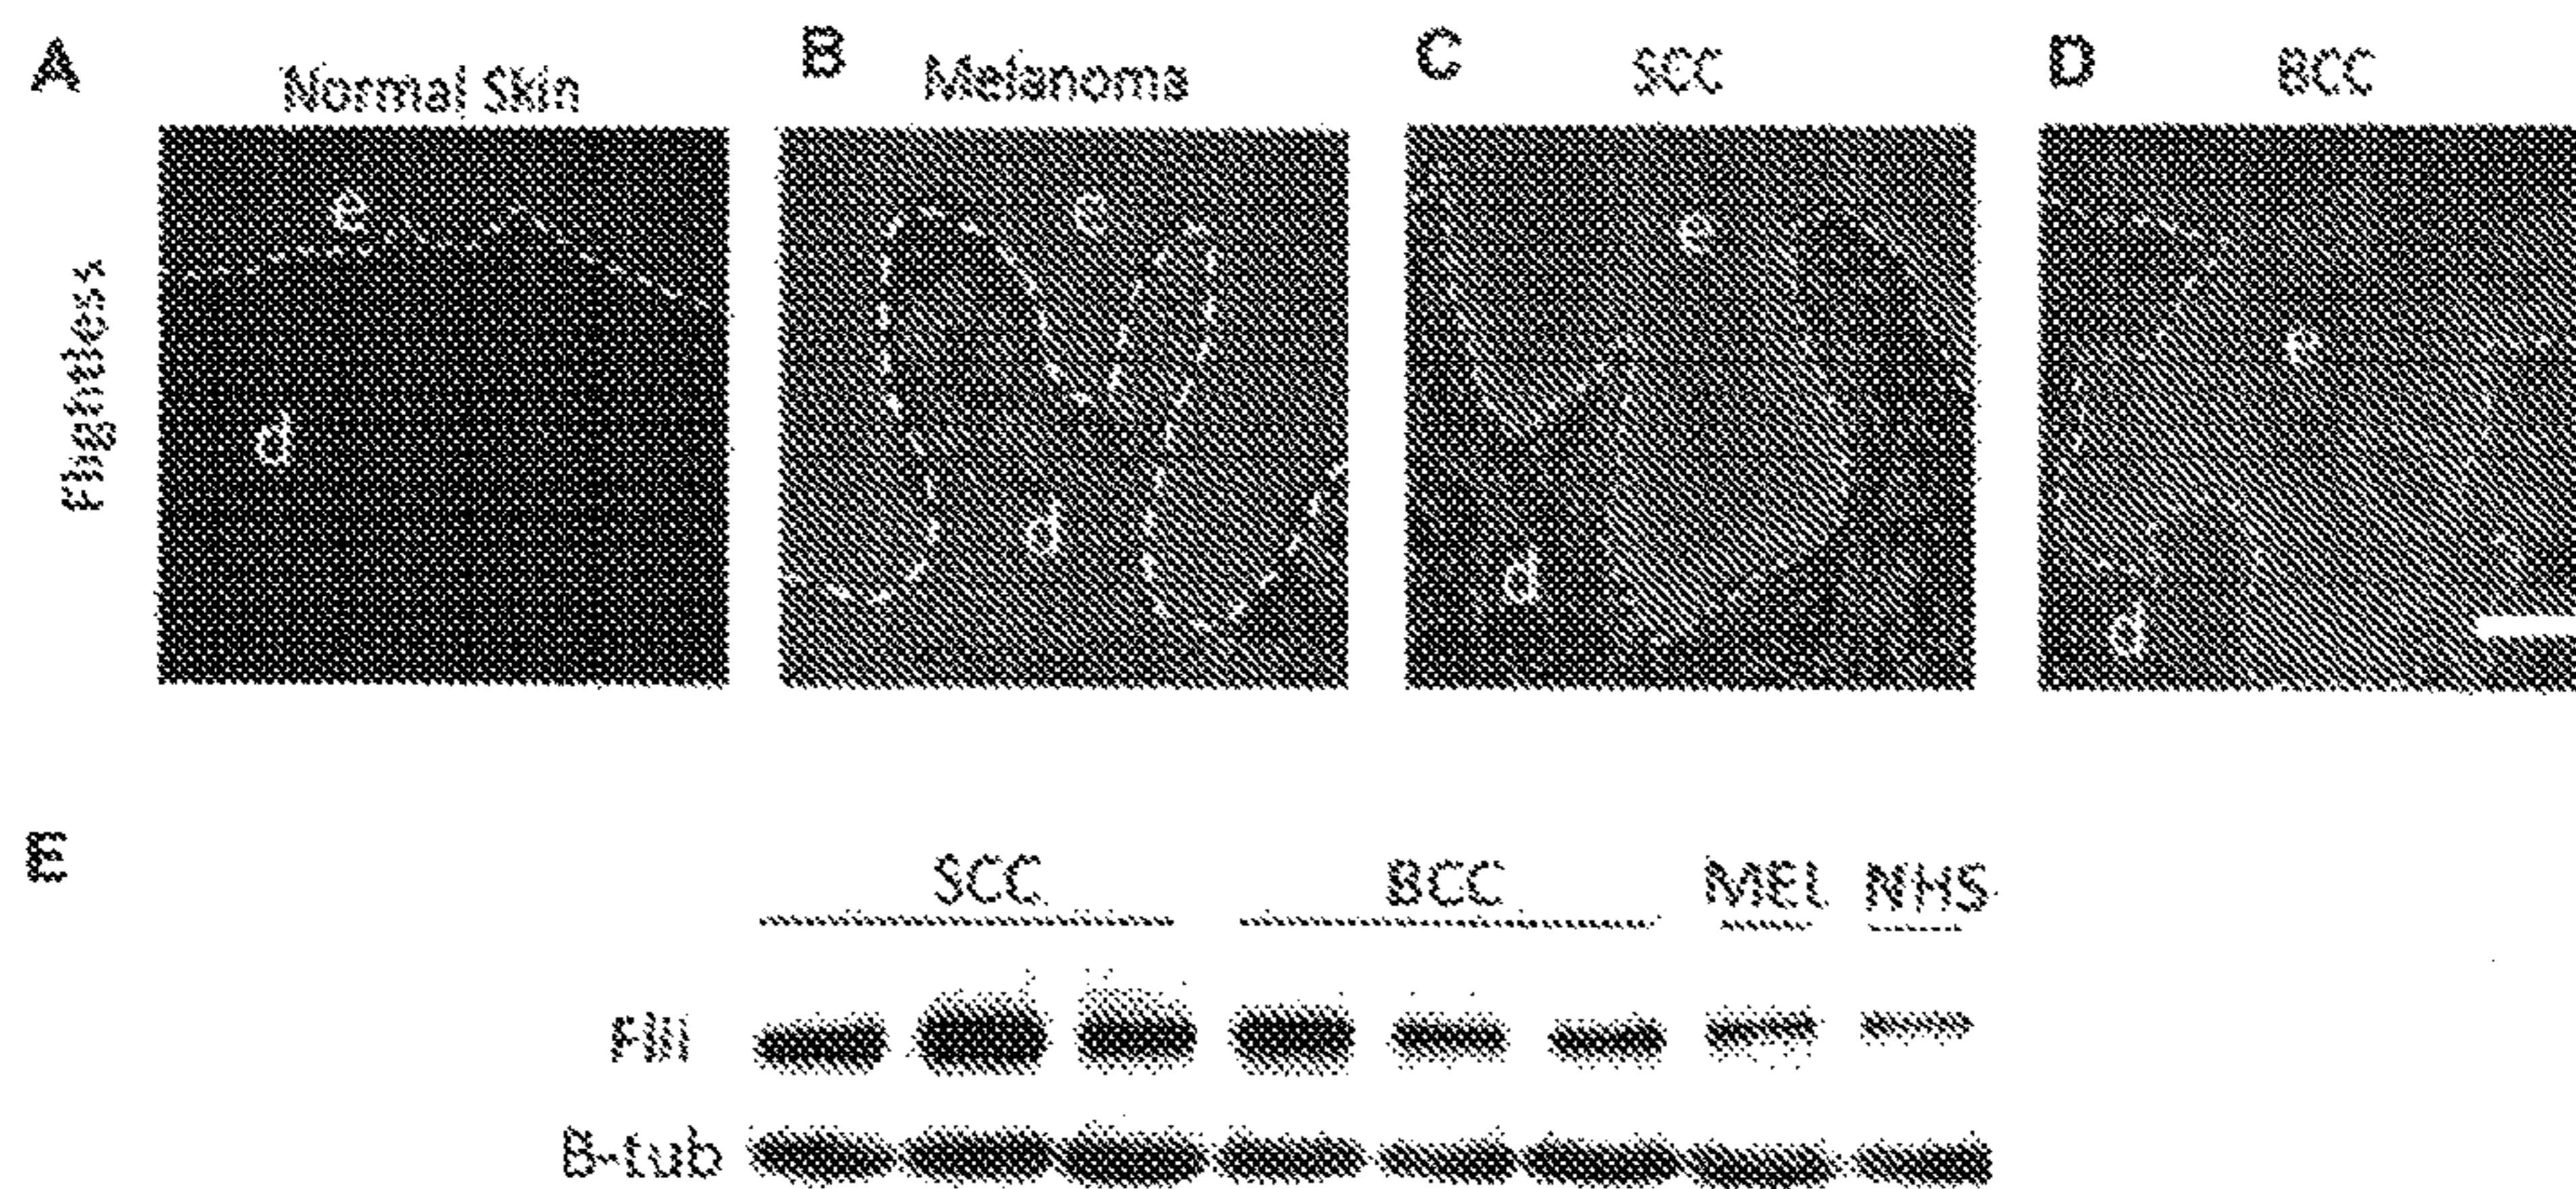 A Normal Skin B Melanoma C SCC D BCC
Flightless
e e e e
d d d d
E
SCC BCC MEL NHS
Flii
B-tub